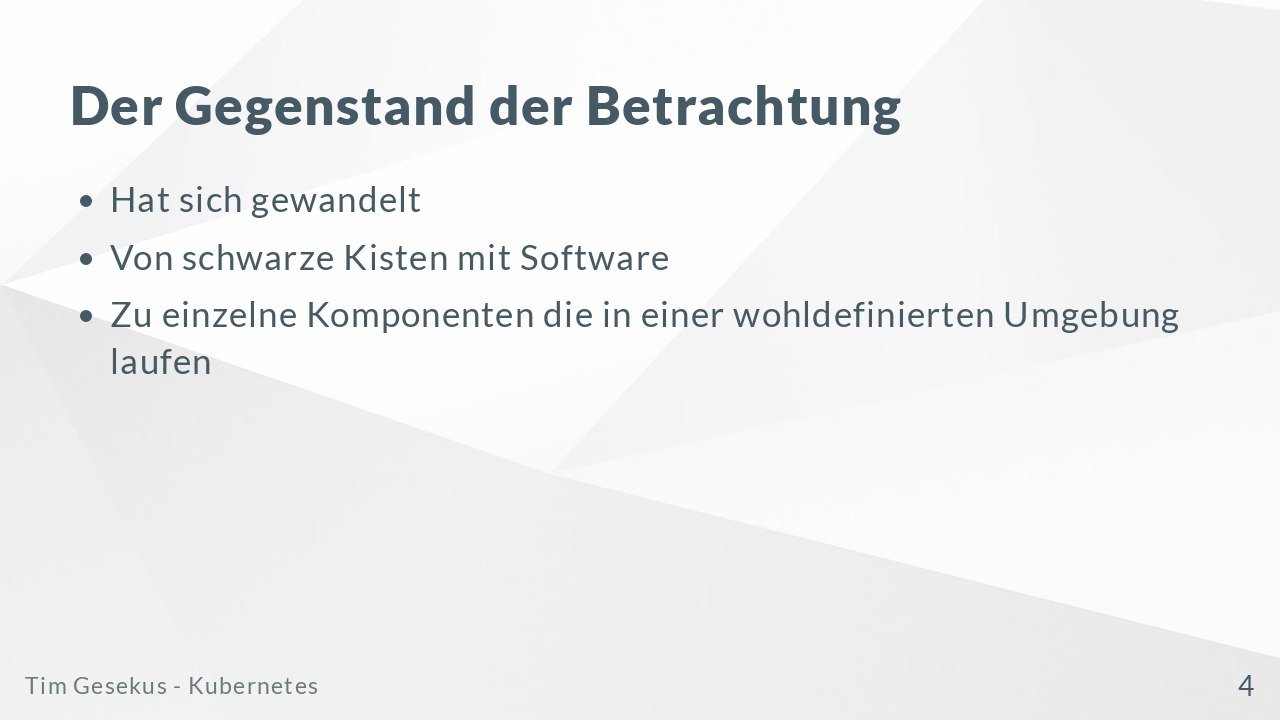 Der Gegenstand der Betrachtung
• Hat sich gewandelt
• Von schwarze Kisten mit Software
• Zu einzelne Komponenten die in einer wohldefinierten Umgebung
laufen
Tim Gesekus - Kubernetes
4